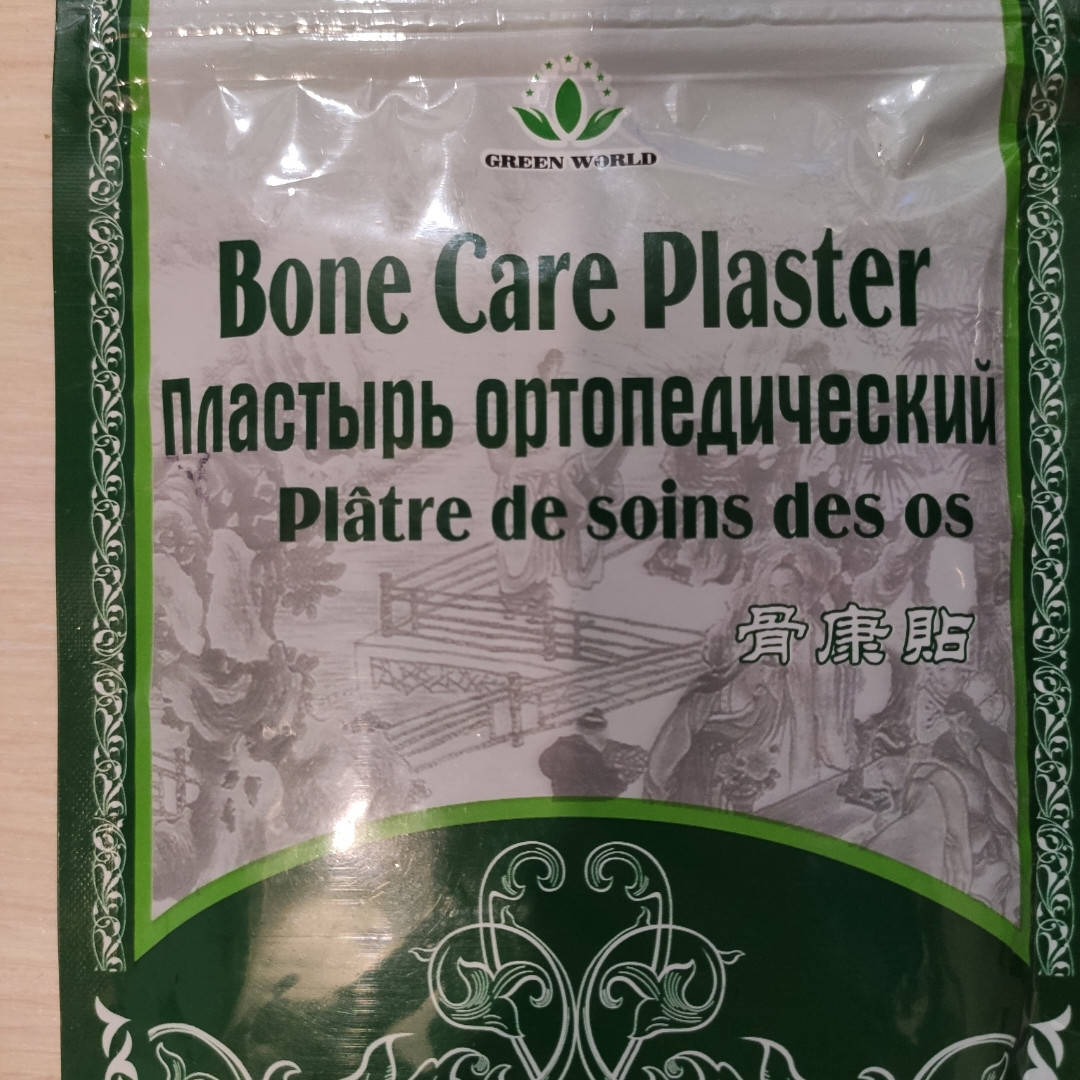 GREEN WORLD
Bone Care Plaster
Пластырь ортопедический
Plâtre de soins des os
骨康貼